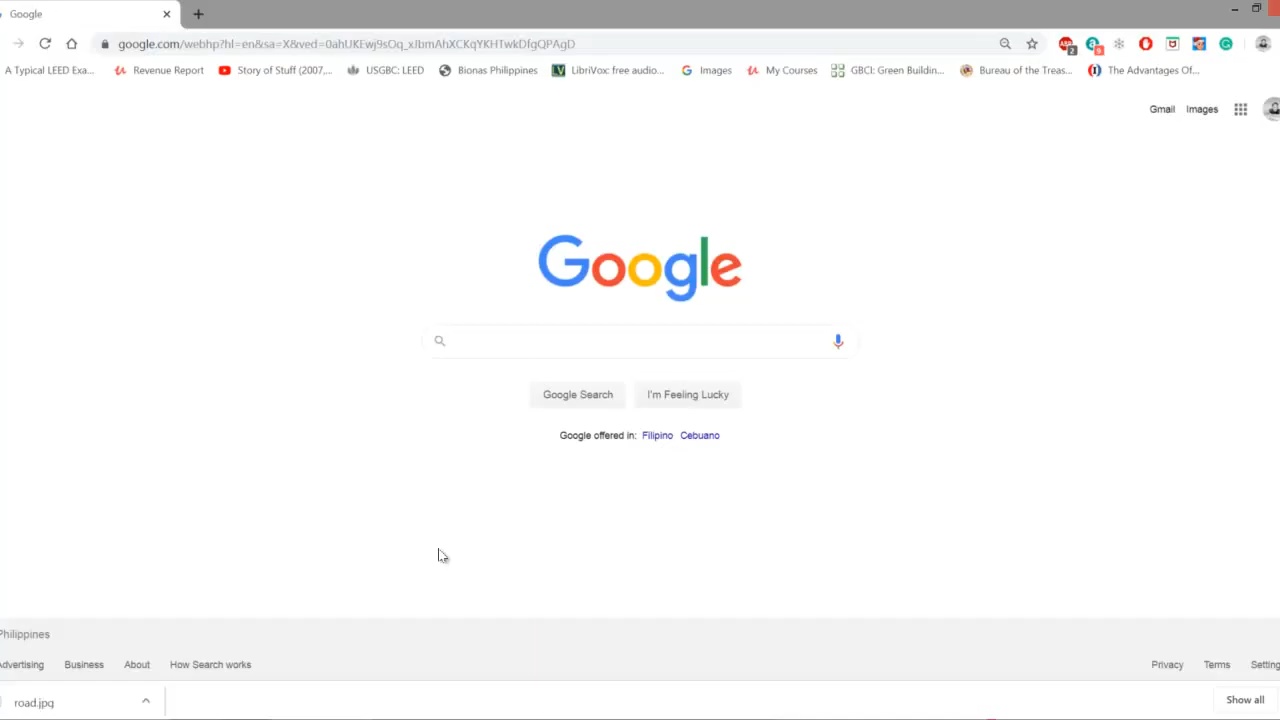 Google
google.com/webhp?hl=en&sa=X&ved=
A Typical LEED Exa... Revenue Report Story of Stuff (2007,... USGBC LEED Bionas Philippines LibriVox: free audio... Images My Courses GBCI: Green Buildin... Bureau of the Treas... The Advantages Of...
Gmail Images
Google
Google Search I'm Feeling Lucky
Google offered in: Filipino Cebuano
Philippines
Advertising Business About How Search works Privacy Terms Setting
road.jpg Show all